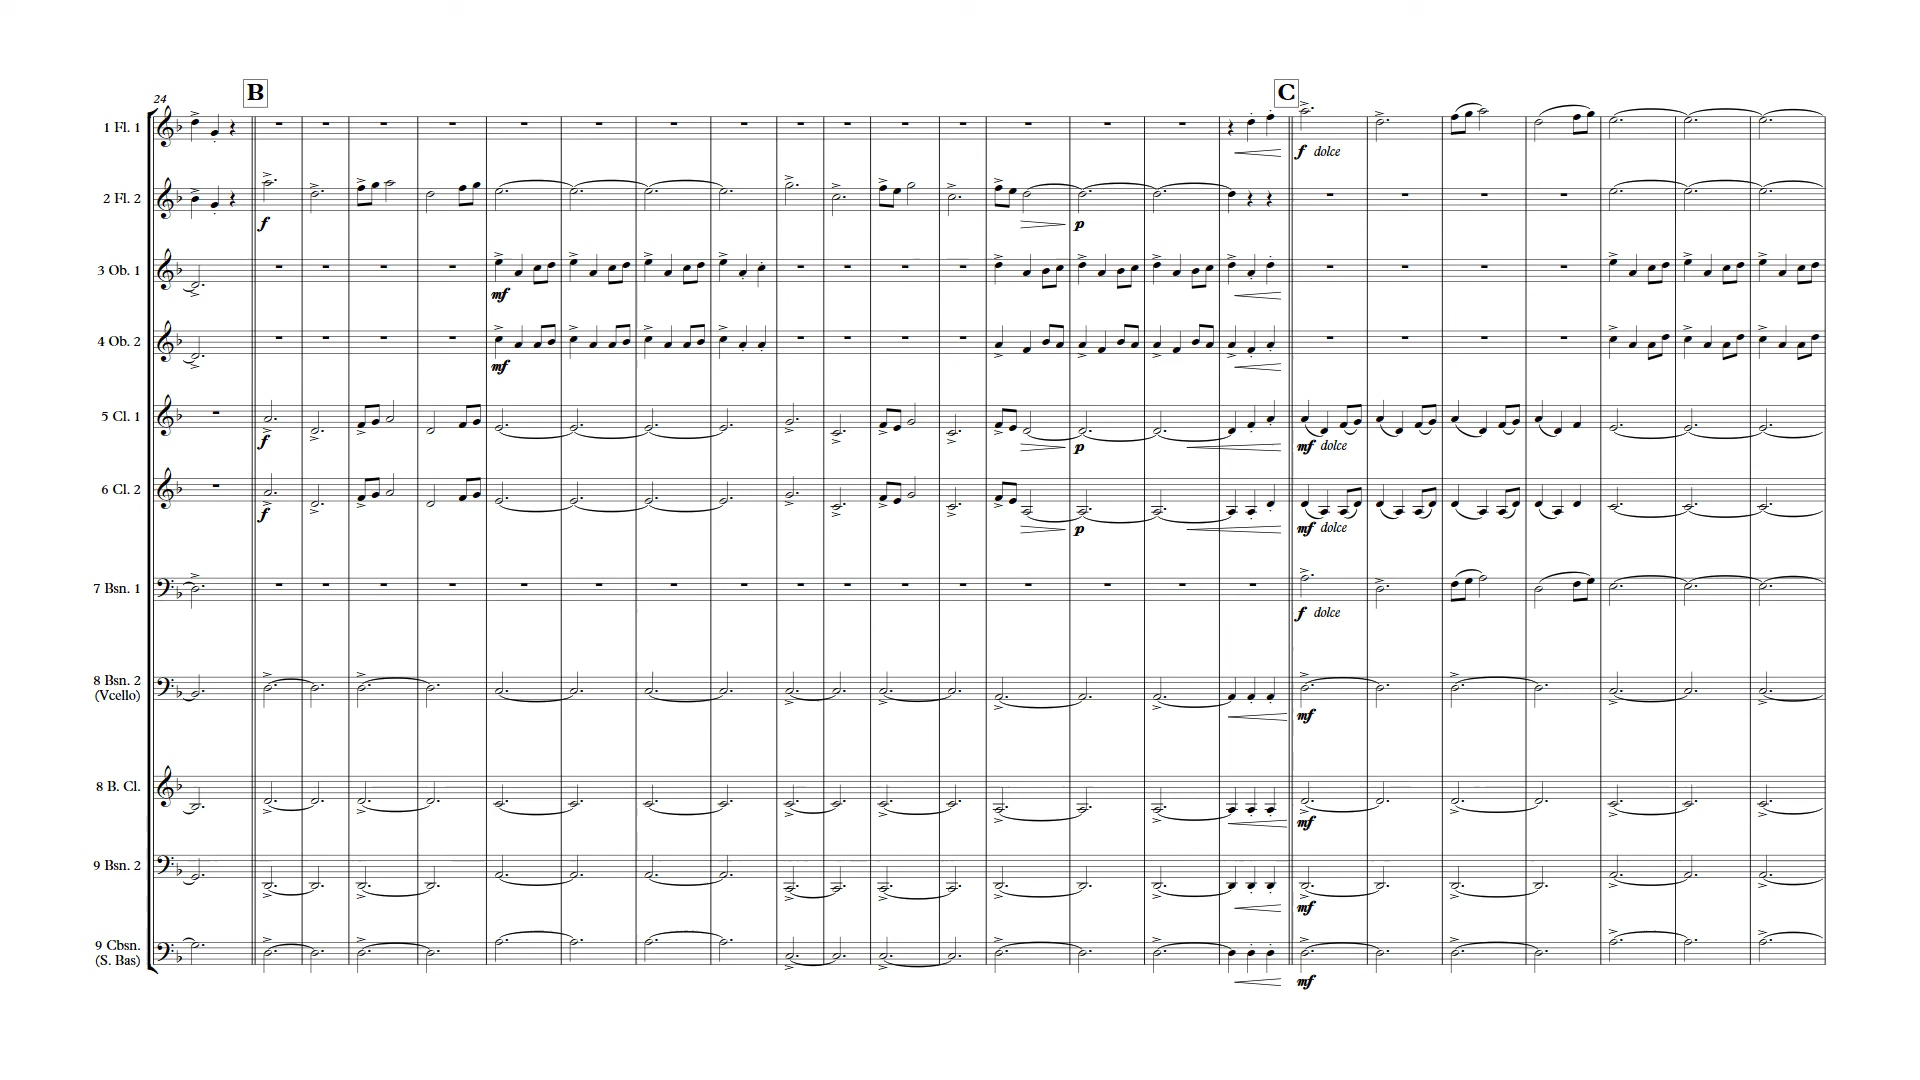 B
C
24
1 Fl. 1
f dolce
2 Fl. 2
f
p
3 Ob. 1
mf
4 Ob. 2
mf
5 Cl. 1
f
p
mf dolce
6 Cl. 2
f
p
mf dolce
7 Bsn. 1
f dolce
8 Bsn. 2
(Vcello)
mf
8 B. Cl.
mf
9 Bsn. 2
mf
9 Cbsn.
(S. Bas)
mf